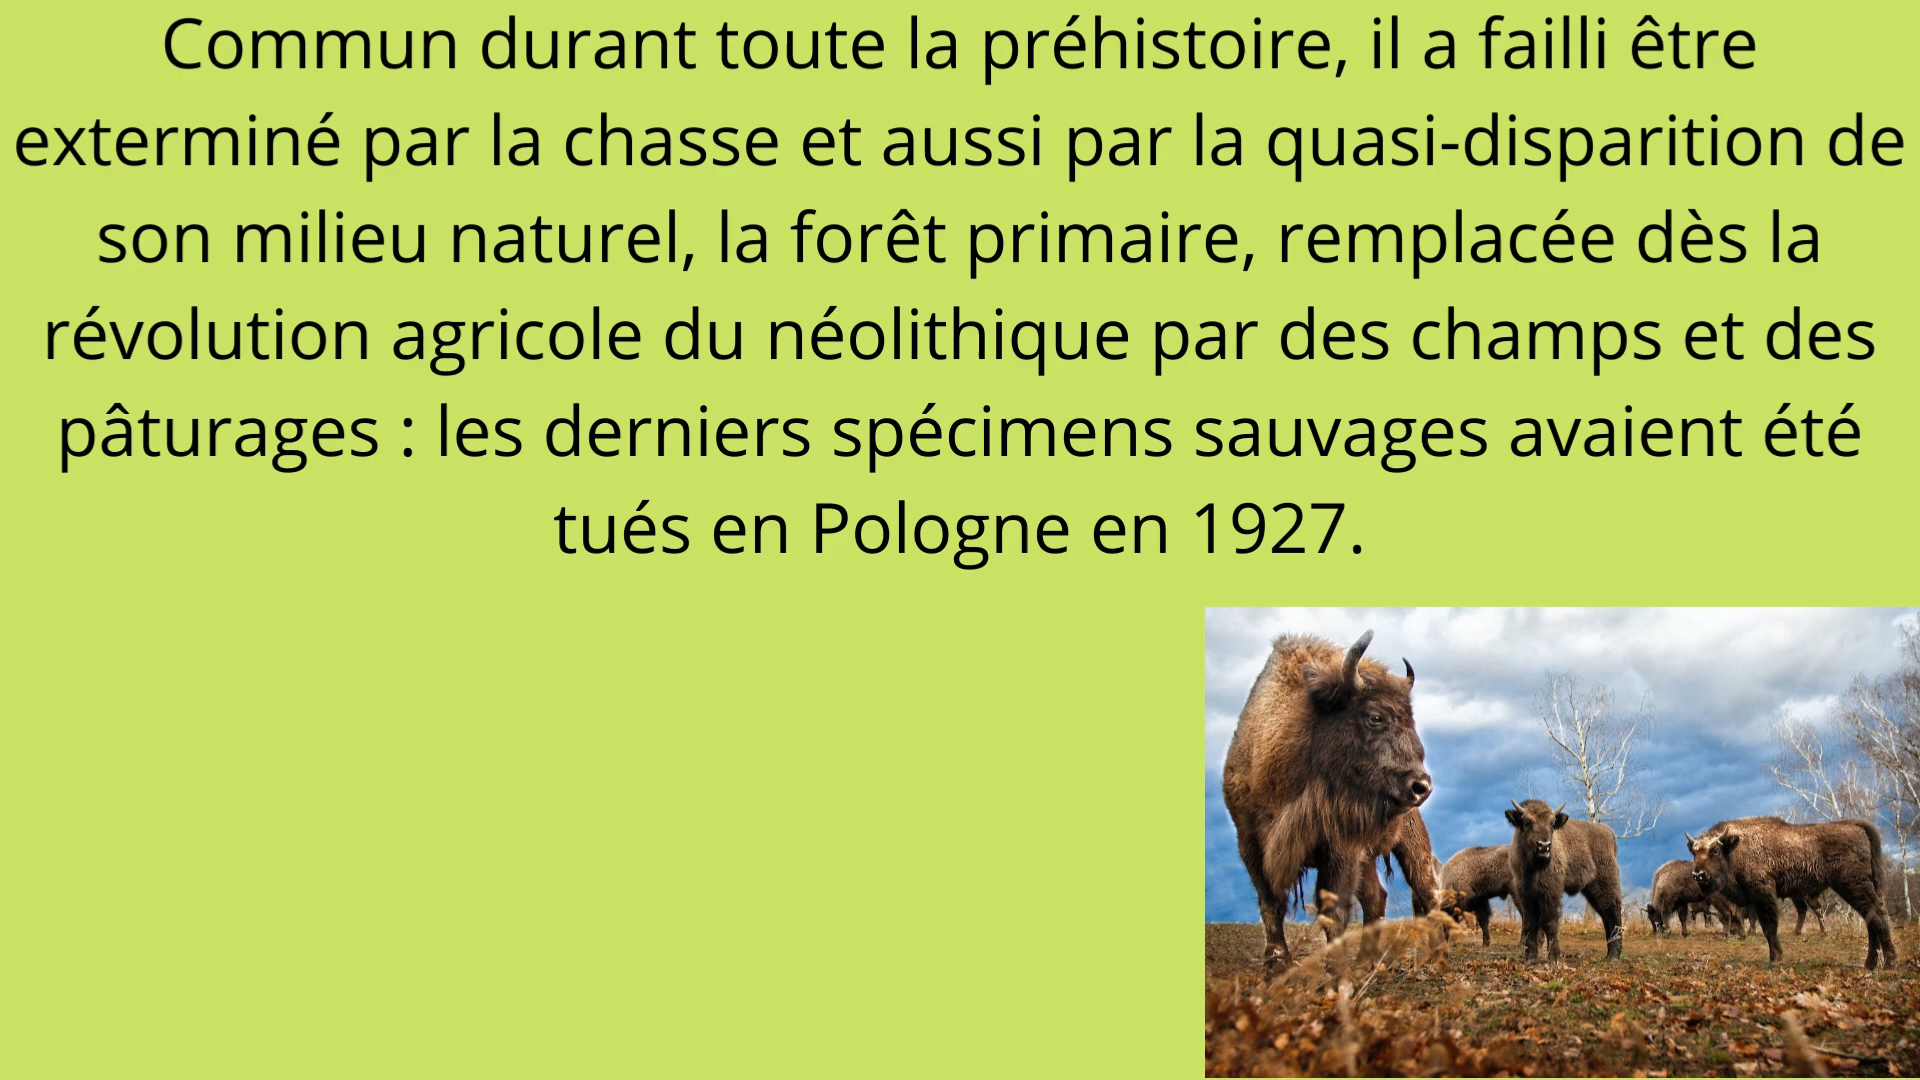 Commun durant toute la préhistoire, il a failli être
exterminé par la chasse et aussi par la quasi-disparition de
son milieu naturel, la forêt primaire, remplacée dès la
révolution agricole du néolithique par des champs et des
pâturages : les derniers spécimens sauvages avaient été
tués en Pologne en 1927.